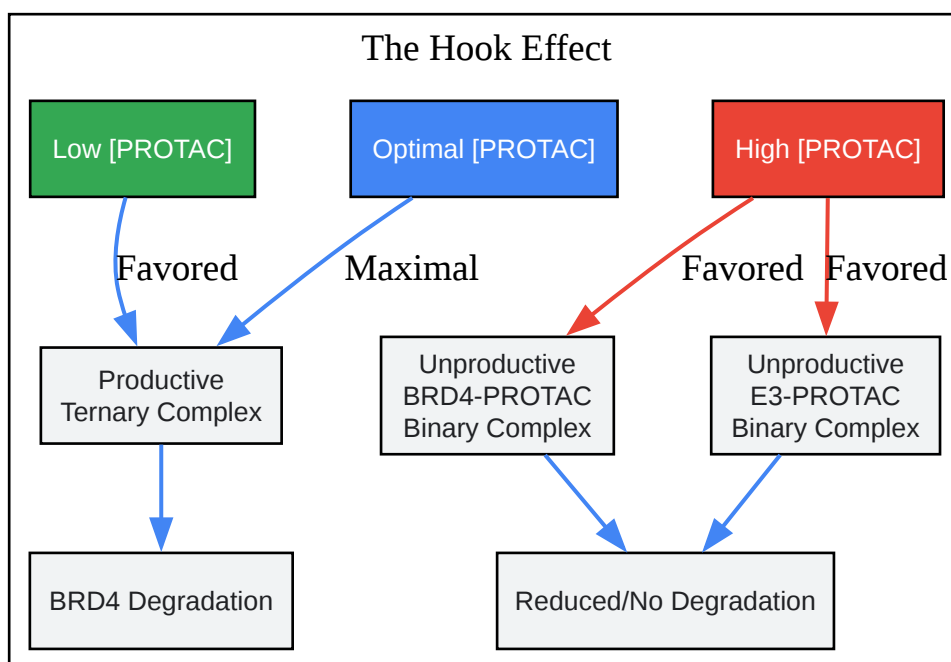 The Hook Effect
Low [PROTAC]
Optimal [PROTAC]
High [PROTAC]
Favored
Maximal
Favored
Favored
Productive
Ternary Complex
Unproductive
BRD4-PROTAC
Binary Complex
Unproductive
E3-PROTAC
Binary Complex
BRD4 Degradation
Reduced/No Degradation